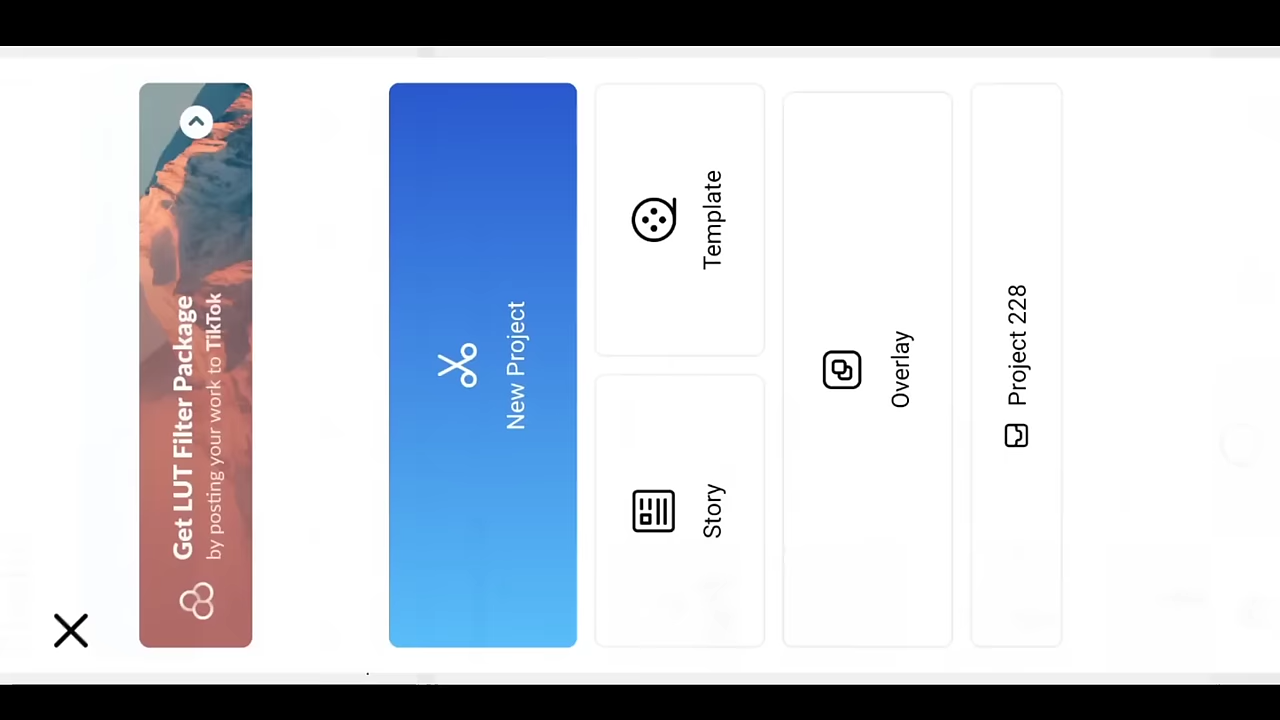 Get LUT Filter Package
by posting your work to TikTok
New Project
Story
Template
Overlay
Project 228